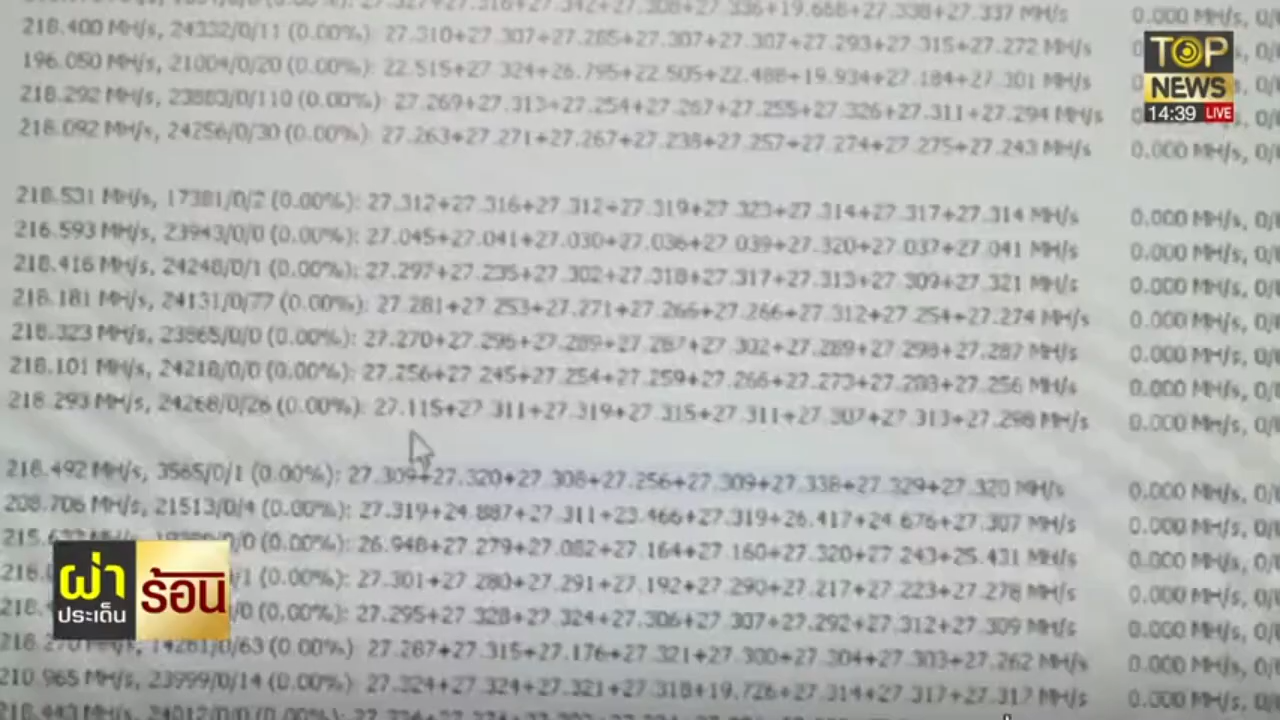 218.400 MH/s, 24332/0/11 (0.00%): 27.310+27.307+27.285+27.307+27.307+27.293+27.315+27.272 MH/s
196.050 MH/s, 21004/0/20 (0.00%): 22.515+27.324+26.795+22.505+22.488+19.934+27.184+27.301 MH/s
218.292 MH/s, 23883/0/110 (0.00%): 27.269+27.313+27.254+27.267+27.255+27.326+27.311+27.294 MH/s
218.092 MH/s, 24256/0/30 (0.00%): 27.263+27.271+27.267+27.238+27.257+27.274+27.275+27.243 MH/s 0.000 MH/s,
218.531 MH/s, 17381/0/2 (0.00%): 27.312+27.316+27.312+27.319+27.323+27.314+27.317+27.314 MH/s 0.000 MH/s,
216.593 MH/s, 23943/0/0 (0.00%): 27.045+27.041+27.030+27.036+27.039+27.320+27.037+27.041 MH/s 0.000 MH/s,
218.416 MH/s, 24248/0/1 (0.00%): 27.297+27.235+27.302+27.318+27.317+27.313+27.309+27.321 MH/s 0.000 MH/s,
218.181 MH/s, 24131/0/77 (0.00%): 27.281+27.253+27.271+27.266+27.266+27.312+27.254+27.274 MH/s 0.000 MH/s,
218.323 MH/s, 23865/0/0 (0.00%): 27.270+27.296+27.289+27.287+27.302+27.289+27.298+27.287 MH/s 0.000 MH/s,
218.101 MH/s, 24218/0/0 (0.00%): 27.256+27.245+27.254+27.259+27.266+27.273+27.283+27.256 MH/s 0.000 MH/s,
218.293 MH/s, 24268/0/26 (0.00%): 27.115+27.311+27.319+27.315+27.311+27.307+27.313+27.298 MH/s 0.000 MH/s,
218.492 MH/s, 3565/0/1 (0.00%): 27.309+27.320+27.308+27.256+27.309+27.338+27.329+27.320 MH/s 0.000 MH/s,
208.706 MH/s, 21513/0/4 (0.00%): 27.319+24.887+27.311+23.466+27.319+26.417+24.676+27.307 MH/s 0.000 MH/s,
(0.00%): 26.948+27.279+27.082+27.164+27.160+27.320+27.243+25.431 MH/s 0.000 MH/s,
(0.00%): 27.301+27.280+27.291+27.192+27.290+27.217+27.223+27.278 MH/s 0.000 MH/s,
(0.00%): 27.295+27.328+27.324+27.306+27.307+27.292+27.312+27.309 MH/s 0.000 MH/s,
(0.00%) 27.287+27.315+27.176+27.321+27.300+27.304+27.303+27.262 MH/s 0.000 MH/s,
210.965 MH/s, 23999/0/14 (0.00%) 27.324+27.324+27.321+27.318+19.726+27.314+27.317+27.317 MH/s 0.000 MH/s,
TOP
NEWS
14:39 LIVE
ผ่า
ประเด็น
ร้อน